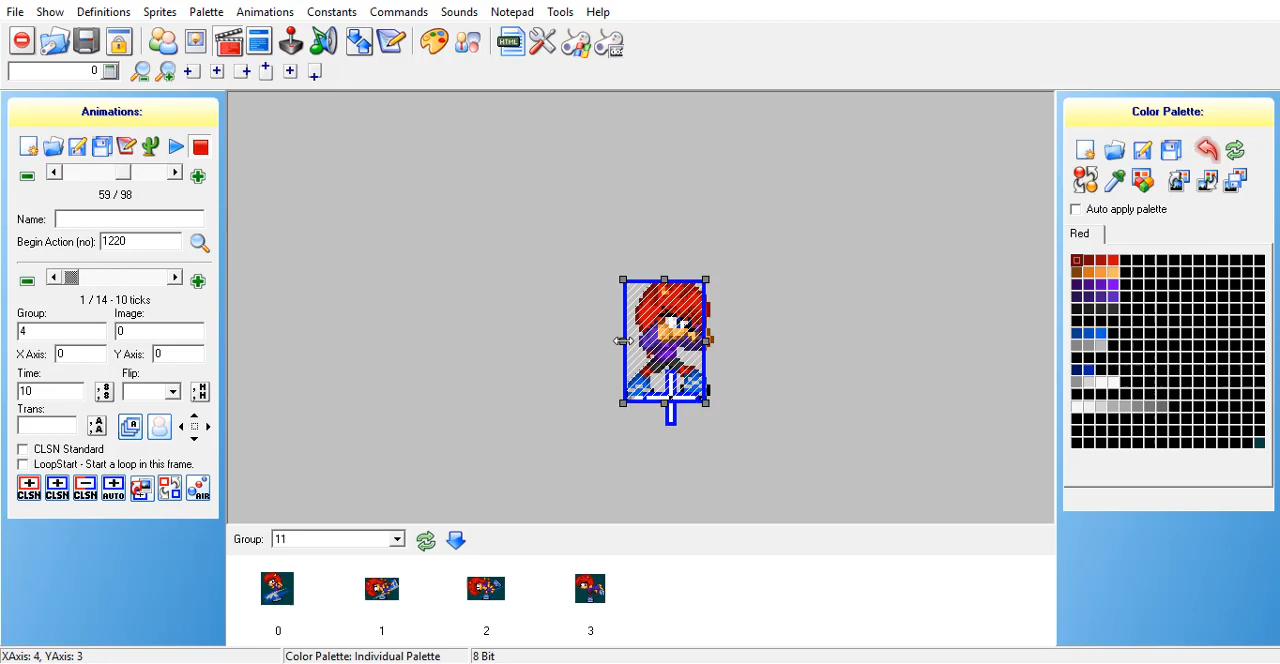 File Show Definitions Sprites Palette Animations Constants Commands Sounds Notepad Tools Help
HTML
0
Animations:
59 / 98
Name:
Begin Action (no): 1220
1 / 14 - 10 ticks
Group: Image:
4 0
X Axis: 0 Y Axis: 0
Time: Flip:
10
Trans:
CLSN Standard
LoopStart - Start a loop in this frame.
CLSN CLSN CLSN AUTO AIR
Color Palette:
Auto apply palette
Red
Group: 11
0 1 2 3
XAxis: 4, YAxis: 3 Color Palette: Individual Palette 8 Bit